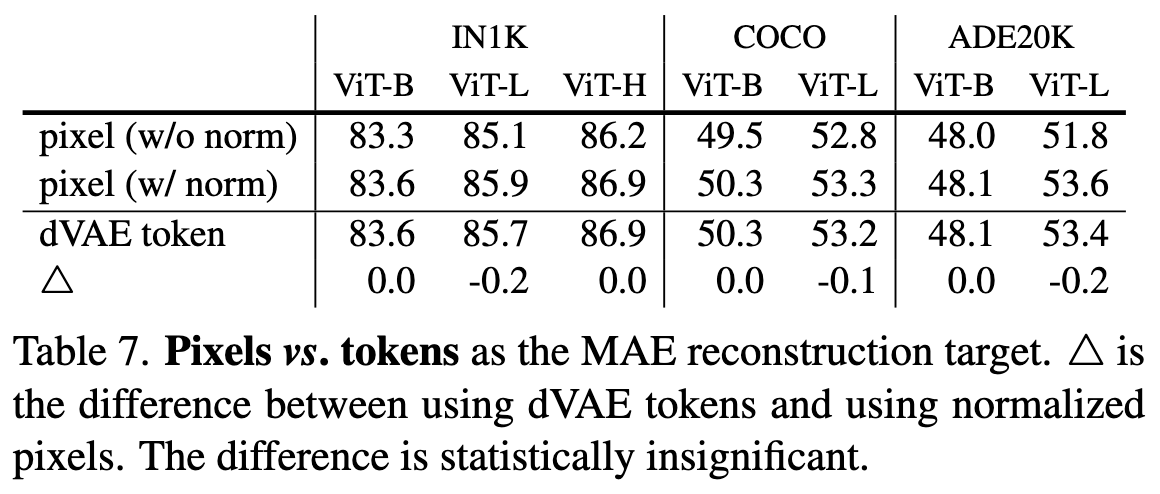 IN1K COCO ADE20K
ViT-B ViT-L ViT-H ViT-B ViT-L ViT-B ViT-L
pixel (w/o norm) 83.3 85.1 86.2 49.5 52.8 48.0 51.8
pixel (w/ norm) 83.6 85.9 86.9 50.3 53.3 48.1 53.6
dVAE token 83.6 85.7 86.9 50.3 53.2 48.1 53.4
△ 0.0 -0.2 0.0 0.0 -0.1 0.0 -0.2
Table 7. Pixels vs. tokens as the MAE reconstruction target. △ is
the difference between using dVAE tokens and using normalized
pixels. The difference is statistically insignificant.